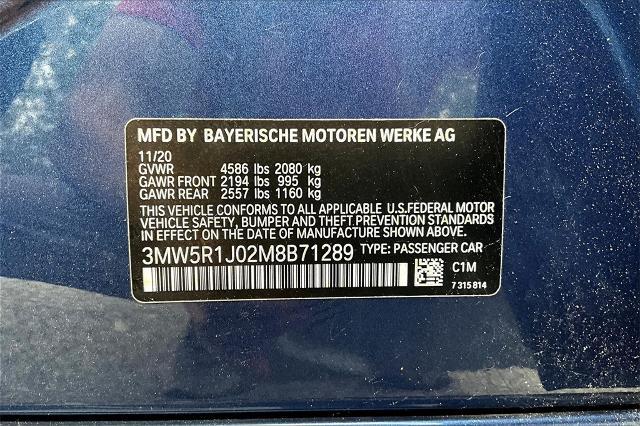 MFD BY BAYERISCHE MOTOREN WERKE AG
11/20
GVWR 4586 lbs 2080 kg
GAWR FRONT 2194 lbs 995 kg
GAWR REAR 2557 lbs 1160 kg
THIS VEHICLE CONFORMS TO ALL APPLICABLE U.S.FEDERAL MOTOR
VEHICLE SAFETY, BUMPER, AND THEFT PREVENTION STANDARDS
IN EFFECT ON THE DATE OF MANUFACTURE SHOWN ABOVE.
3MW5R1J02M8B71289 TYPE: PASSENGER CAR
C1M
7 315 814